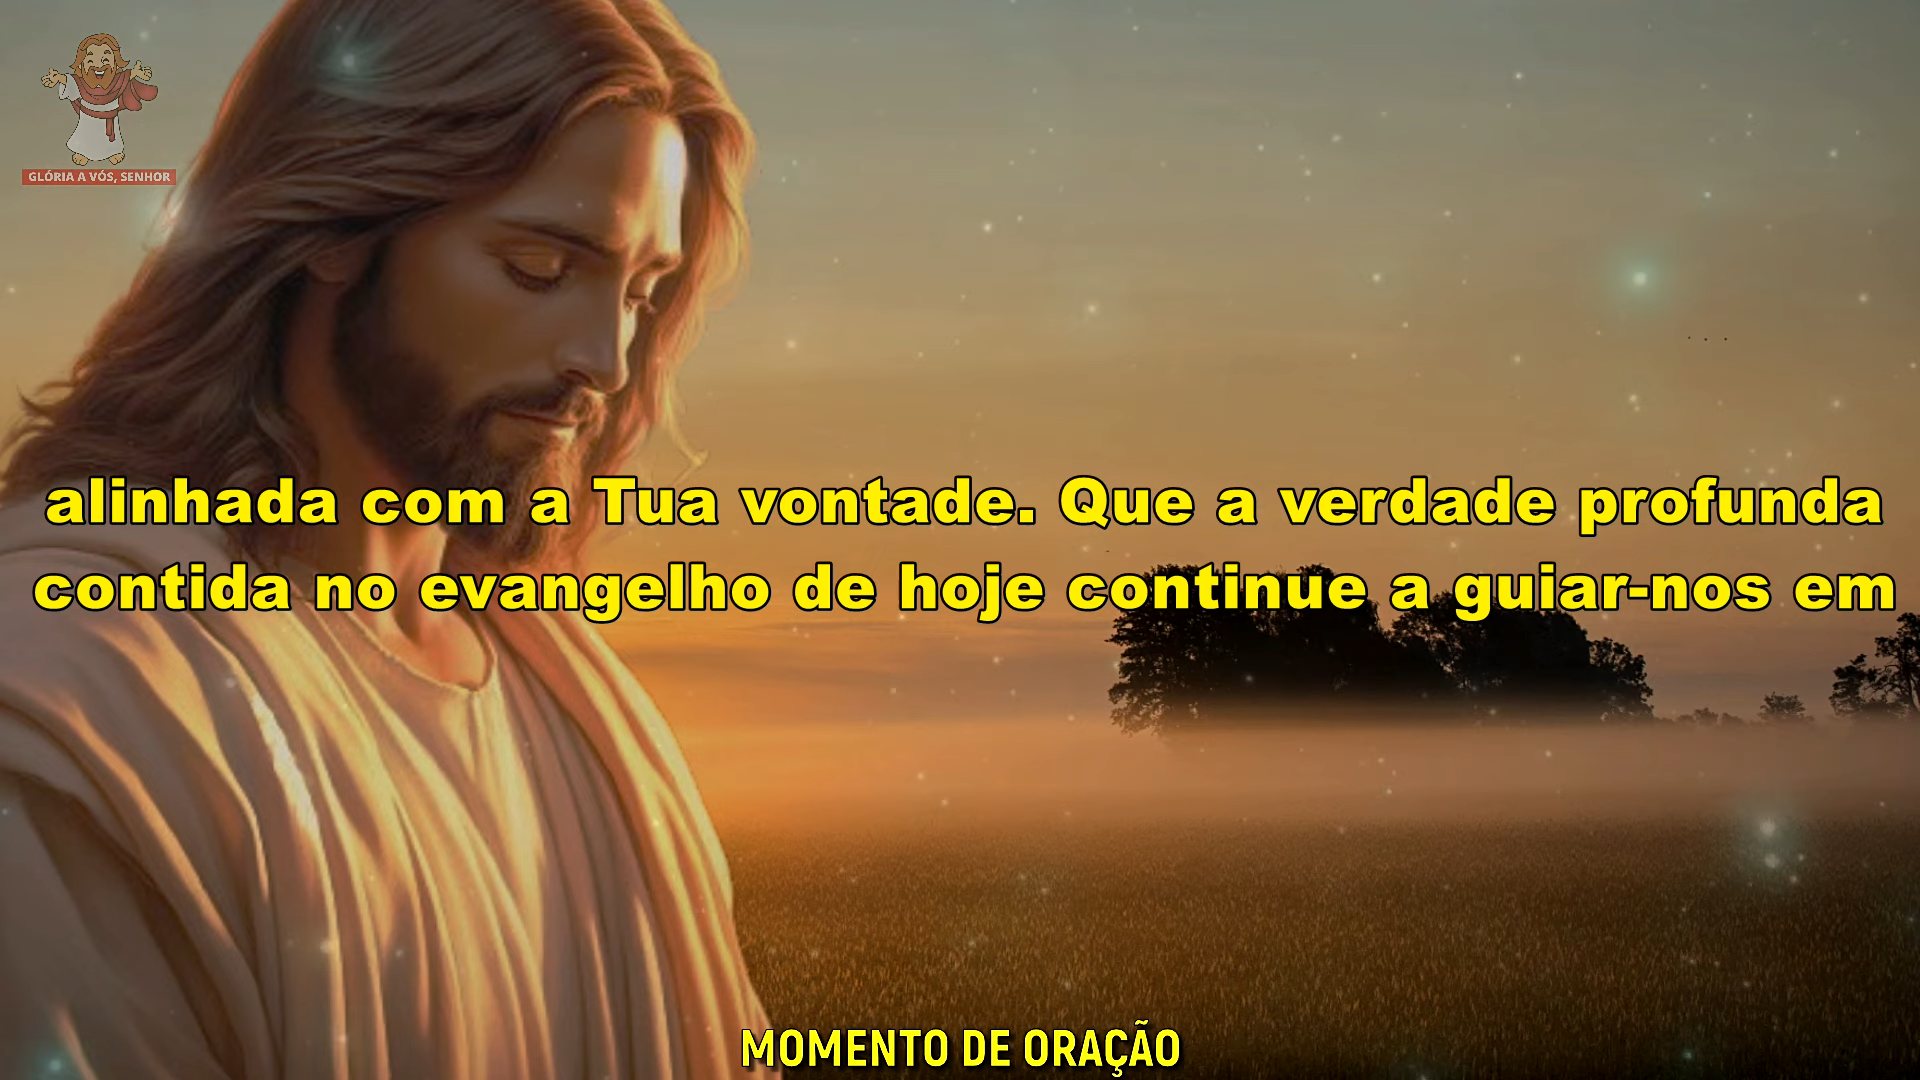 GLÓRIA A VÓS, SENHOR
alinhada com a Tua vontade. Que a verdade profunda
contida no evangelho de hoje continue a guiar-nos em
MOMENTO DE ORAÇÃO